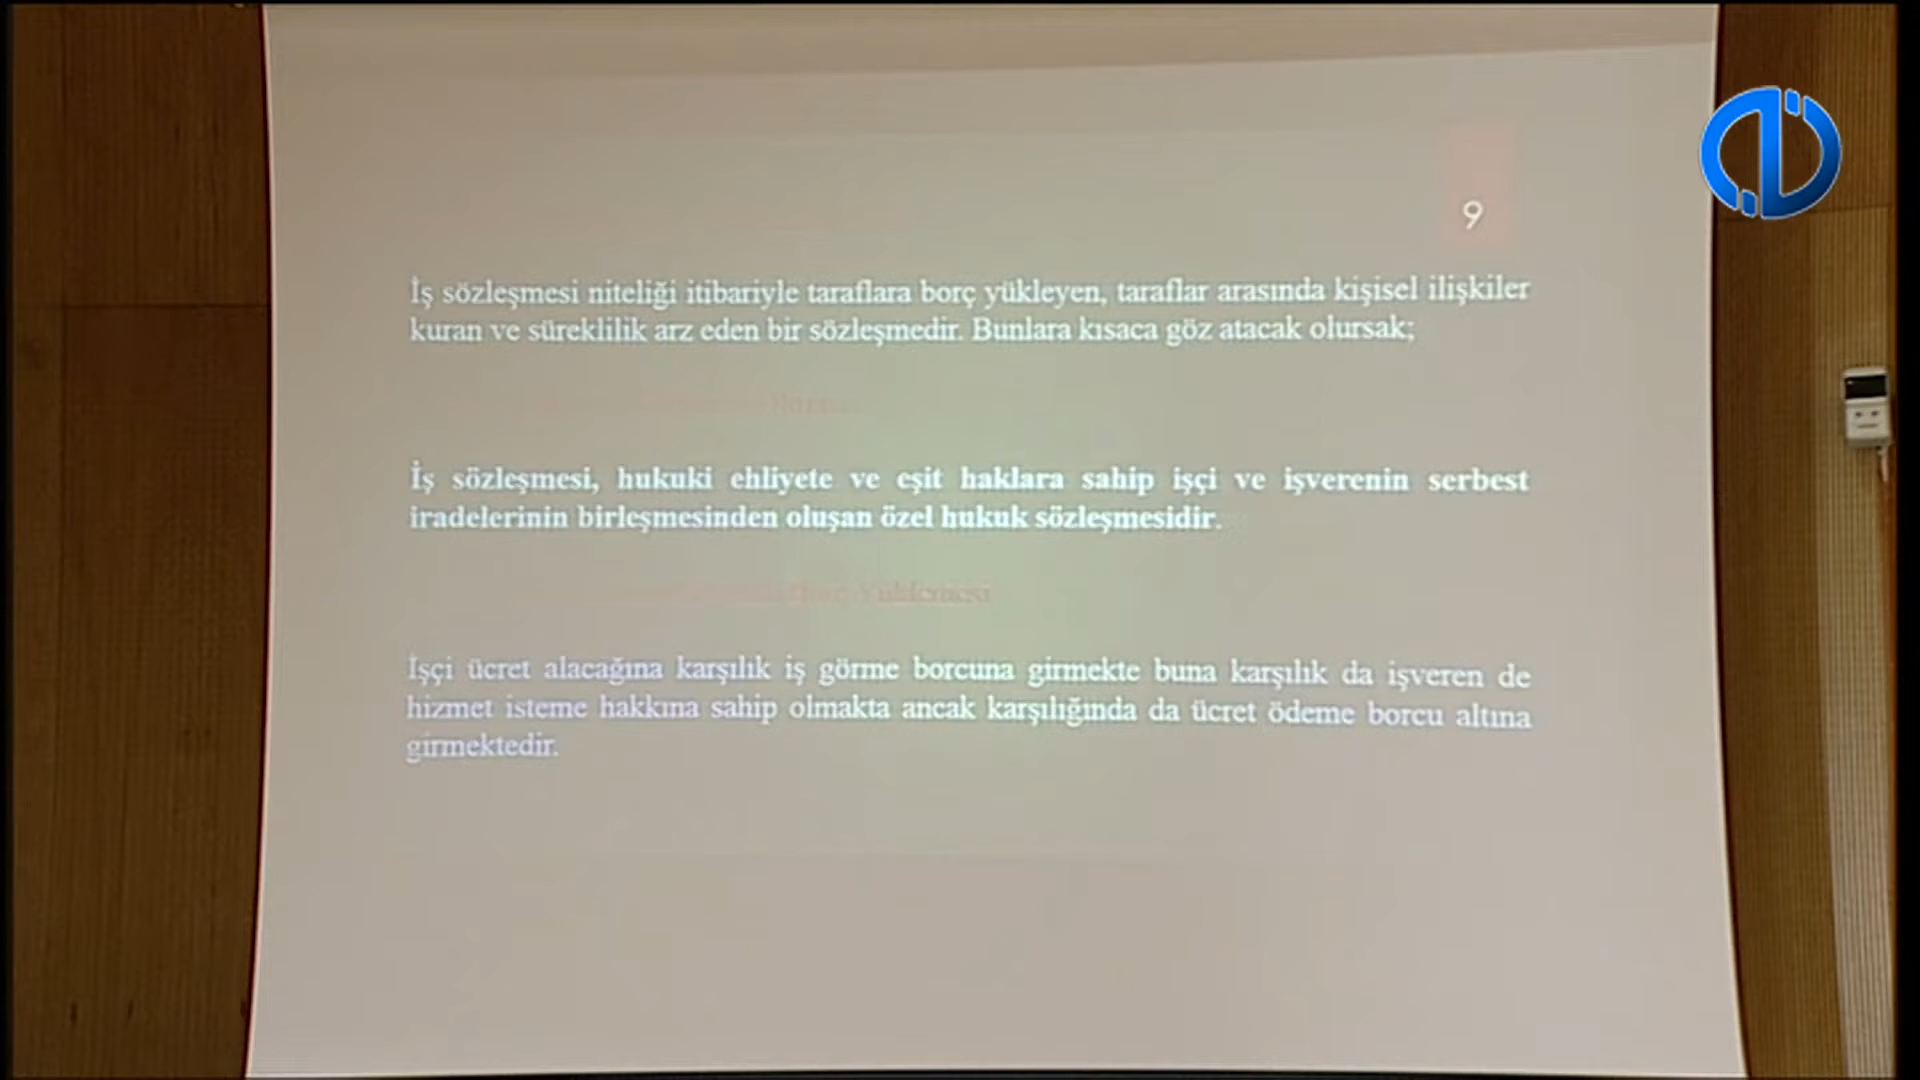 9
İş sözleşmesi niteliği itibariyle taraflara borç yükleyen, taraflar arasında kişisel ilişkiler
kuran ve süreklilik arz eden bir sözleşmedir. Bunlara kısaca göz atacak olursak;
İş sözleşmesi, hukuki ehliyete ve eşit haklara sahip işçi ve işverenin serbest
iradelerinin birleşmesinden oluşan özel hukuk sözleşmesidir.
Yüklemesi
İşçi ücret alacağına karşılık iş görme borcuna girmekte buna karşılık da işveren de
hizmet isteme hakkına sahip olmakta ancak karşılığında da ücret ödeme borcu altına
girmektedir.